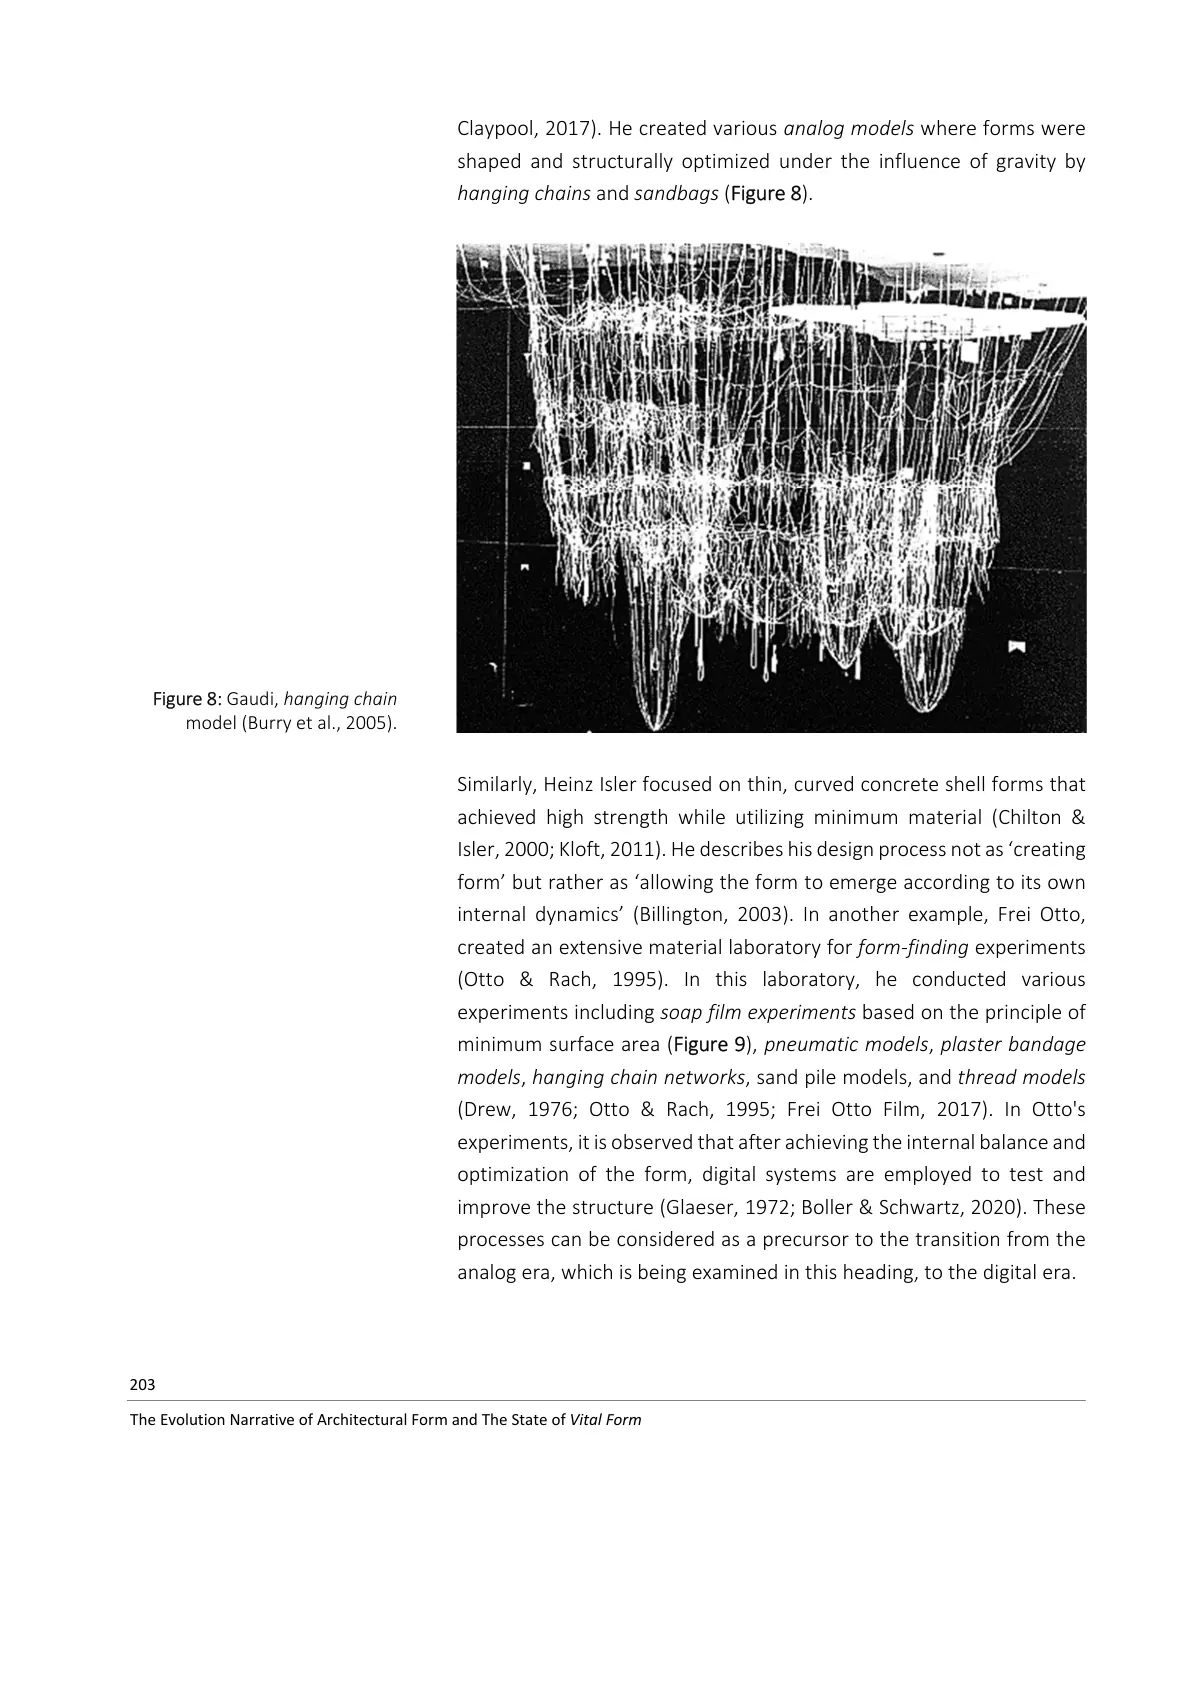 Claypool, 2017). He created various analog models where forms were
shaped and structurally optimized under the influence of gravity by
hanging chains and sandbags (Figure 8).
Figure 8: Gaudi, hanging chain
model (Burry et al., 2005).
Similarly, Heinz Isler focused on thin, curved concrete shell forms that
achieved high strength while utilizing minimum material (Chilton &
Isler, 2000; Kloft, 2011). He describes his design process not as ‘creating
form’ but rather as ‘allowing the form to emerge according to its own
internal dynamics’ (Billington, 2003). In another example, Frei Otto,
created an extensive material laboratory for form-finding experiments
(Otto & Rach, 1995). In this laboratory, he conducted various
experiments including soap film experiments based on the principle of
minimum surface area (Figure 9), pneumatic models, plaster bandage
models, hanging chain networks, sand pile models, and thread models
(Drew, 1976; Otto & Rach, 1995; Frei Otto Film, 2017). In Otto's
experiments, it is observed that after achieving the internal balance and
optimization of the form, digital systems are employed to test and
improve the structure (Glaeser, 1972; Boller & Schwartz, 2020). These
processes can be considered as a precursor to the transition from the
analog era, which is being examined in this heading, to the digital era.
203
The Evolution Narrative of Architectural Form and The State of Vital Form